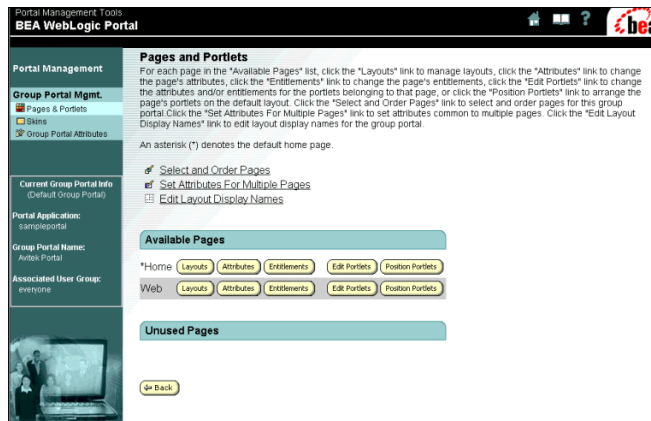 Portal Management Tools
BEA WebLogic Portal
?
bea
Portal Management
Group Portal Mgmt.
Pages & Portlets
Skins
Group Portal Attributes
Current Group Portal Info
(Default Group Portal)
Portal Application:
sampleportal
Group Portal Name:
Avitek Portal
Associated User Group:
everyone
Pages and Portlets
For each page in the "Available Pages" list, click the "Layouts" link to manage layouts, click the "Attributes" link to change
the page's attributes, click the "Entitlements" link to change the page's entitlements, click the "Edit Portlets" link to change
the attributes and/or entitlements for the portlets belonging to that page, or click the "Position Portlets" link to arrange the
page's portlets on the default layout. Click the "Select and Order Pages" link to select and order pages for this group
portal.Click the "Set Attributes For Multiple Pages" link to set attributes common to multiple pages. Click the "Edit Layout
Display Names" link to edit layout display names for the group portal.
An asterisk (*) denotes the default home page.
Select and Order Pages
Set Attributes For Multiple Pages
Edit Layout Display Names
Available Pages
*Home Layouts Attributes Entitlements Edit Portlets Position Portlets
Web Layouts Attributes Entitlements Edit Portlets Position Portlets
Unused Pages
Back